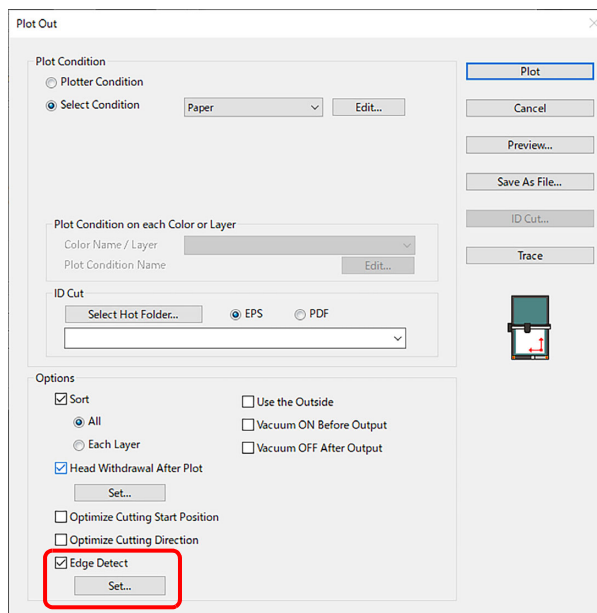 Plot Out
Plot Condition
Plotter Condition
Select Condition
Paper
Edit...
Plot Condition on each Color or Layer
Color Name / Layer
Plot Condition Name
Edit...
ID Cut
Select Hot Folder...
EPS
PDF
Options
Sort
All
Each Layer
Head Withdrawal After Plot
Set...
Optimize Cutting Start Position
Optimize Cutting Direction
Edge Detect
Set...
Use the Outside
Vacuum ON Before Output
Vacuum OFF After Output
Plot
Cancel
Preview...
Save As File...
ID Cut...
Trace